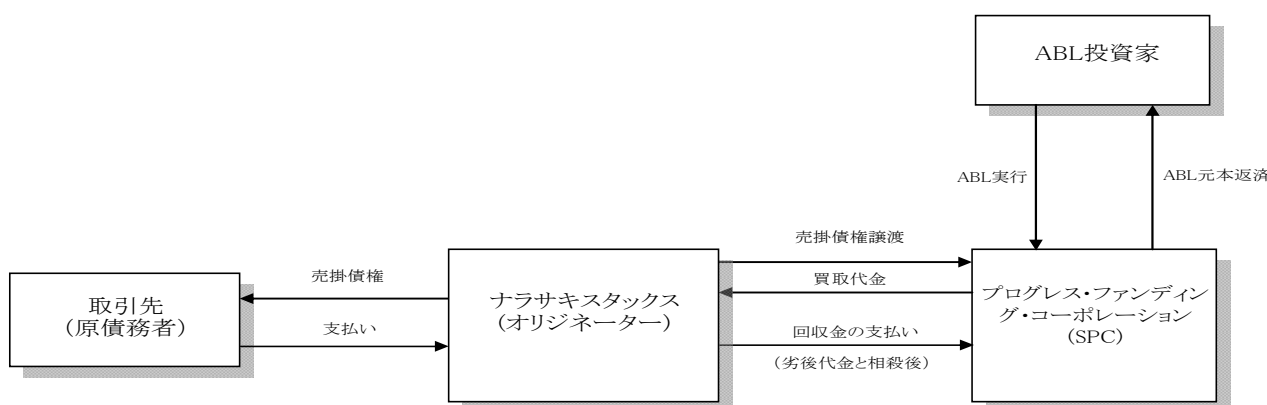 ABL投資家
ABL実行
ABL元本返済
売掛債権譲渡
買取代金
売掛債権
支払い
取引先
(原債務者)
ナラサキスタックス
(オリジネーター)
プログレス・ファンディン
グ・コーポレーション
(SPC)
回収金の支払い
(劣後代金と相殺後)